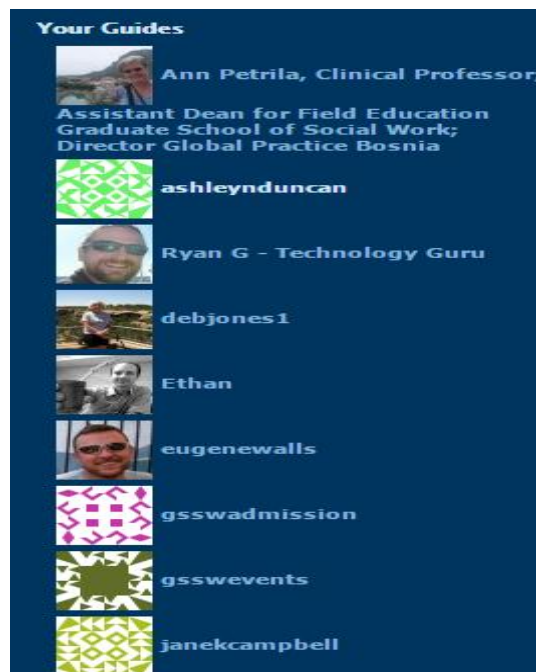 Your Guides
Ann Petrila, Clinical Professor,
Assistant Dean for Field Education
Graduate School of Social Work;
Director Global Practice Bosnia
ashleynduncan
Ryan G - Technology Guru
debjones1
Ethan
eugenewalls
gsswadmission
gsswevents
janekcampbell